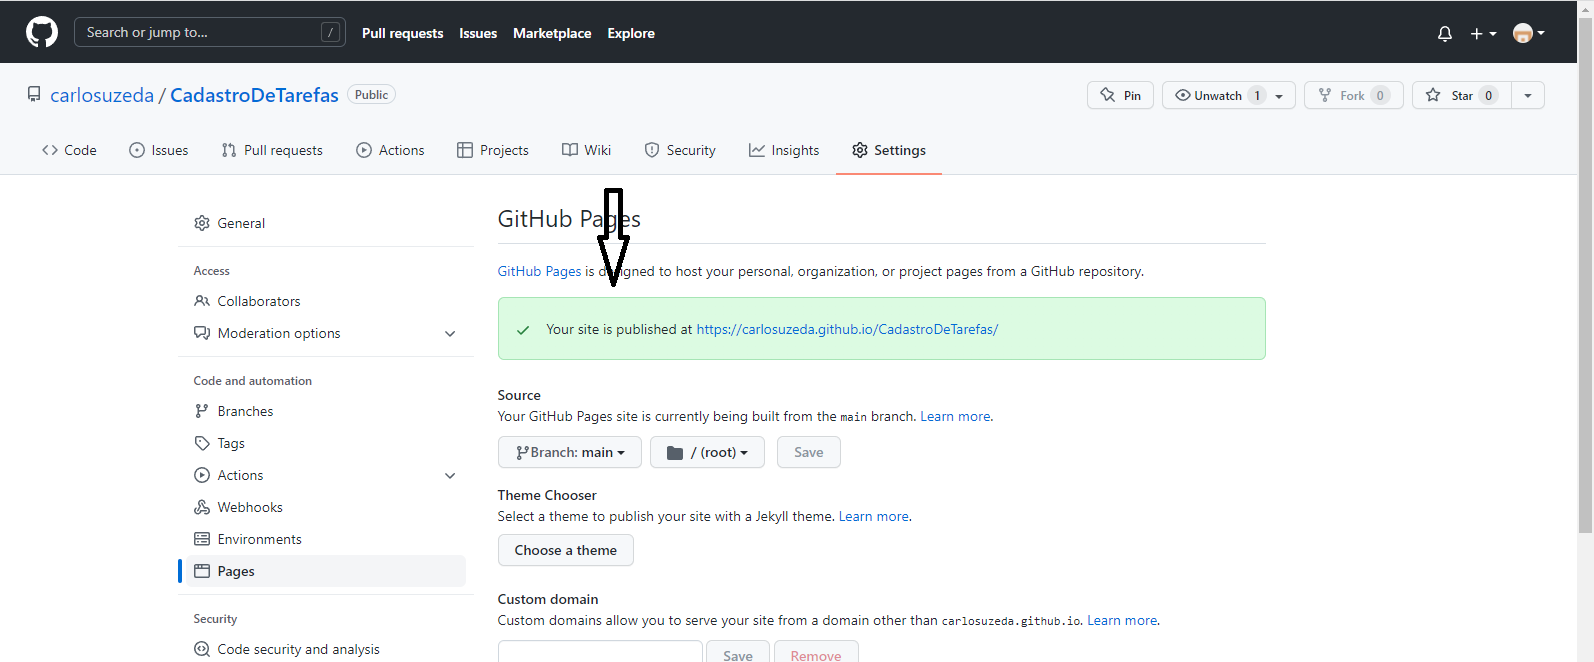 Search or jump to... / Pull requests Issues Marketplace Explore
carlosuzeda / CadastroDeTarefas Public Pin Unwatch 1 Fork 0 Star 0
Code Issues Pull requests Actions Projects Wiki Security Insights Settings
General
Access
Collaborators
Moderation options
Code and automation
Branches
Tags
Actions
Webhooks
Environments
Pages
Security
Code security and analysis
GitHub Pages
GitHub Pages is designed to host your personal, organization, or project pages from a GitHub repository.
Your site is published at https://carlosuzeda.github.io/CadastroDeTarefas/
Source
Your GitHub Pages site is currently being built from the main branch. Learn more.
Branch: main / (root) Save
Theme Chooser
Select a theme to publish your site with a Jekyll theme. Learn more.
Choose a theme
Custom domain
Custom domains allow you to serve your site from a domain other than carlosuzeda.github.io. Learn more.
Save Remove